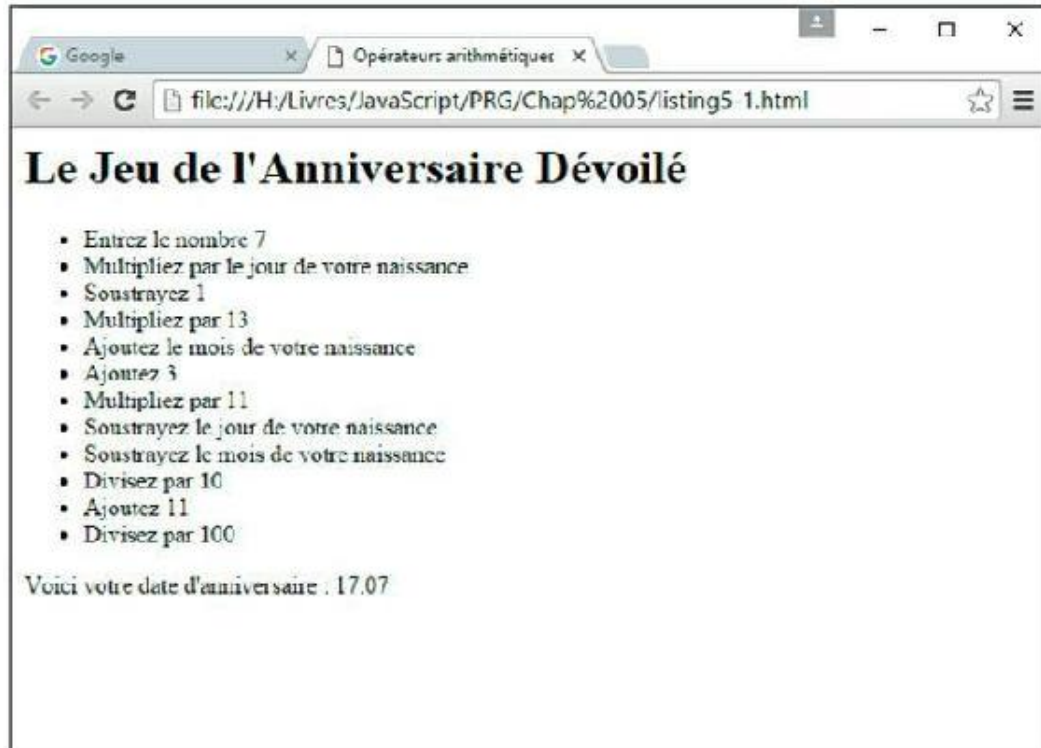 Google
Opérateurs arithmétiques
file:///H:/Livres/JavaScript/PRG/Chap%2005/listing5-1.html
Le Jeu de l'Anniversaire Dévoilé
• Entrez le nombre 7
• Multipliez par le jour de votre naissance
• Soustrayez 1
• Multipliez par 13
• Ajoutez le mois de votre naissance
• Ajoutez 3
• Multipliez par 11
• Soustrayez le jour de votre naissance
• Soustrayez le mois de votre naissance
• Divisez par 10
• Ajoutez 11
• Divisez par 100
Voici votre date d'anniversaire : 17.07